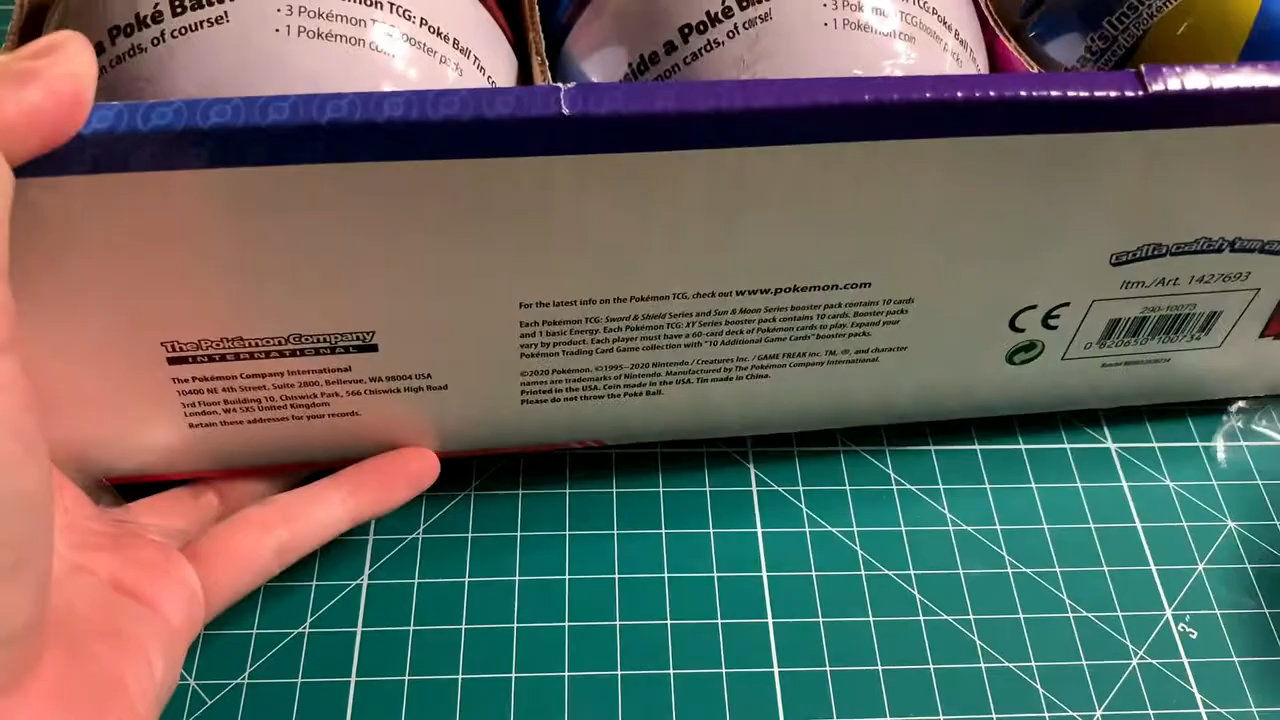 a Poké Ball
n cards, of course!
mon TCG: Poké Ball Tin co
• 3 Pokémon TCG booster packs
• 1 Pokémon coin
side a Poké B
mon cards, of course!
TCG: Poké Ball Tin
• 3 Pokémon TCG booster packs
• 1 Pokémon coin
The Pokémon Company
INTERNATIONAL
The Pokémon Company International
10400 NE 4th Street, Suite 2800, Bellevue, WA 98004 USA
3rd Floor Building 10, Chiswick Park, 566 Chiswick High Road
London, W4 5XS United Kingdom
Retain these addresses for your records.
For the latest info on the Pokémon TCG, check out www.pokemon.com
Each Pokémon TCG: Sword & Shield Series and Sun & Moon Series booster pack contains 10 cards
and 1 basic Energy. Each Pokémon TCG: XY Series booster pack contains 10 cards. Booster packs
vary by product. Each player must have a 60-card deck of Pokémon cards to play. Expand your
Pokémon Trading Card Game collection with "10 Additional Game Cards" booster packs.
©2020 Pokémon. ©1995–2020 Nintendo / Creatures Inc. / GAME FREAK inc. TM, ®, and character
names are trademarks of Nintendo. Manufactured by The Pokémon Company International.
Printed in the USA. Coin made in the USA. Tin made in China.
Please do not throw the Poké Ball.
Gotta catch 'em a
Itm./Art. 1427693
CE
290-10073
0 820650 100734
3"